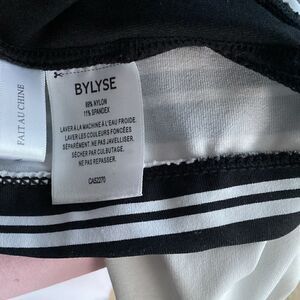 FAIT AU CHINE
BYLYSE
89% NYLON
11% SPANDEX
LAVER À LA MACHINE À L'EAU FROIDE.
LAVER LES COULEURS FONCÉES
SÉPARÉMENT. NE PAS JAVELLISER.
SÉCHER PAR CULBUTAGE.
NE PAS REPASSER.
CA52270